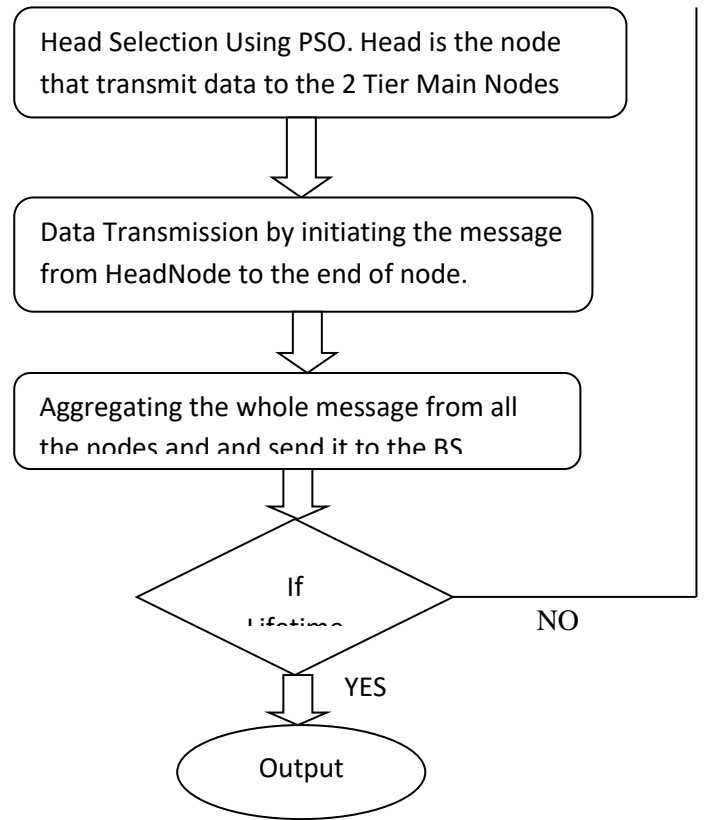 Head Selection Using PSO. Head is the node
that transmit data to the 2 Tier Main Nodes
Data Transmission by initiating the message
from HeadNode to the end of node.
Aggregating the whole message from all
the nodes and and send it to the BS
If
Lifetime
NO
YES
Output